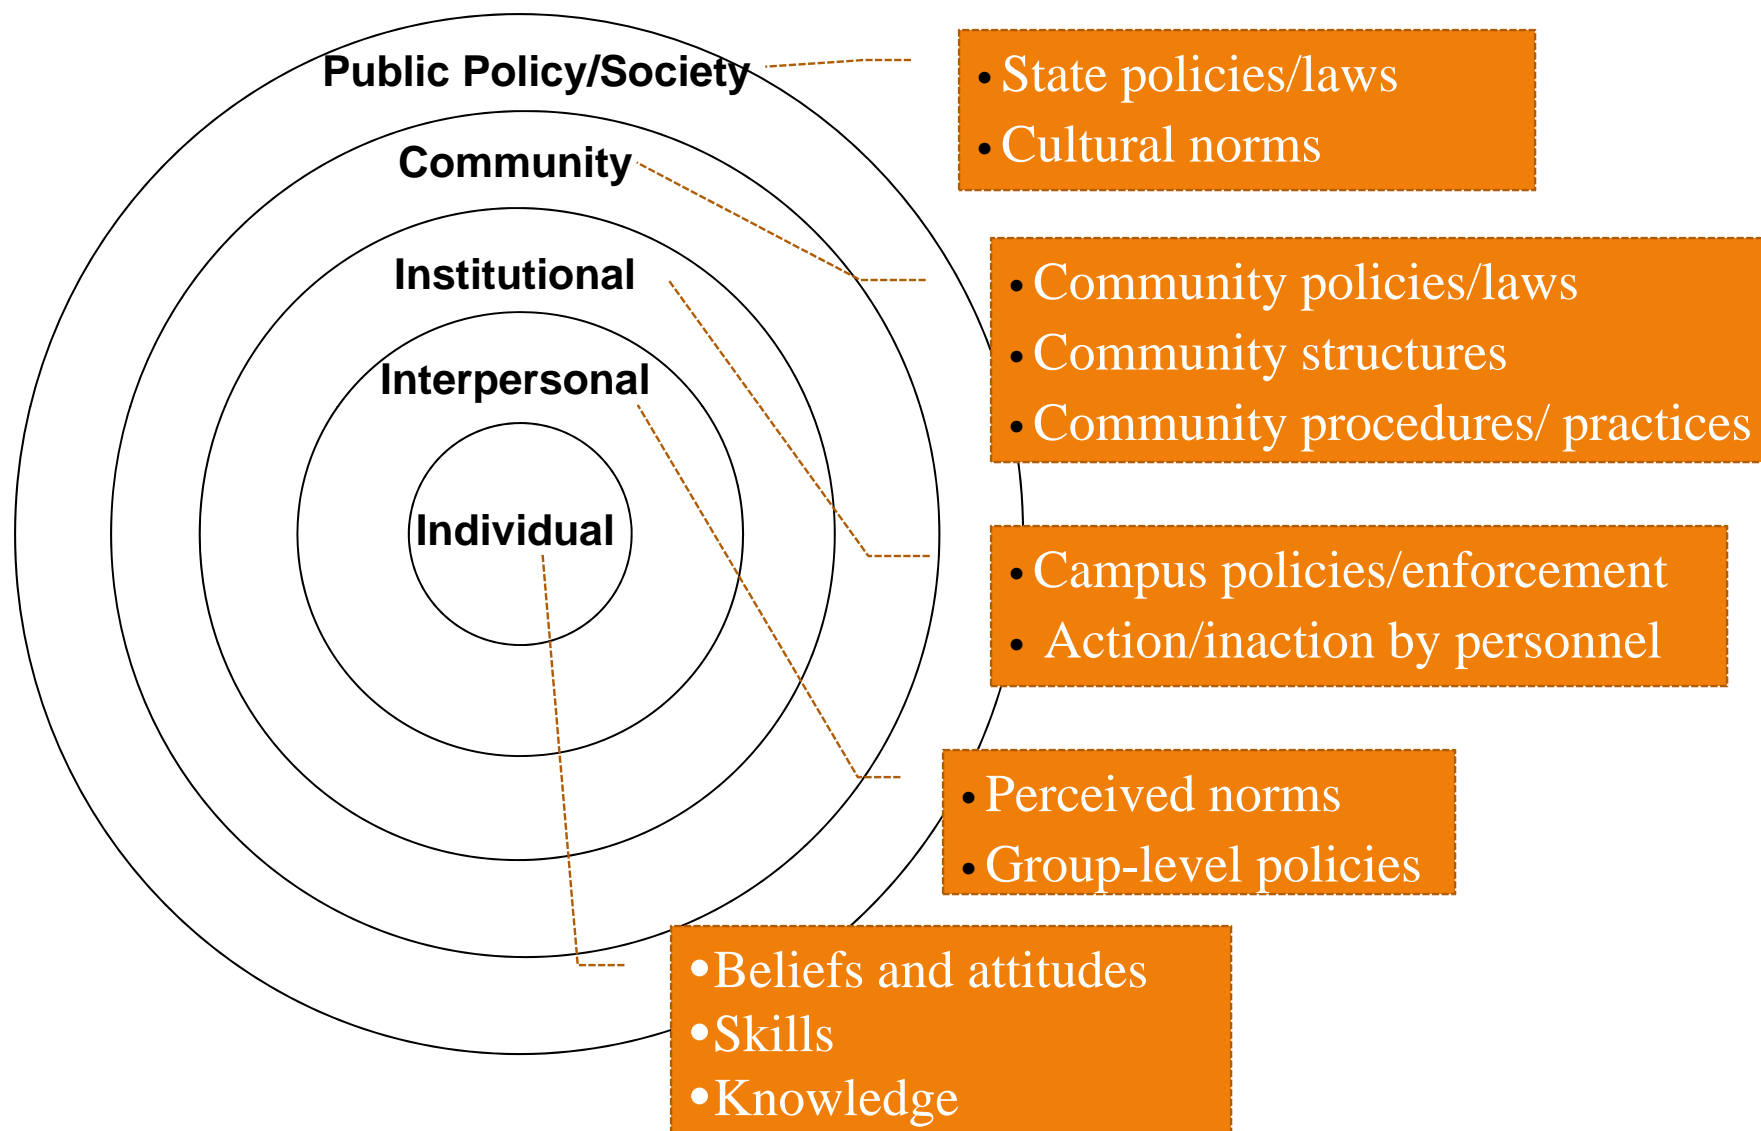 Public Policy/Society
• State policies/laws
• Cultural norms
Community
• Community policies/laws
• Community structures
• Community procedures/ practices
Institutional
• Campus policies/enforcement
• Action/inaction by personnel
Interpersonal
• Perceived norms
• Group-level policies
Individual
• Beliefs and attitudes
• Skills
• Knowledge